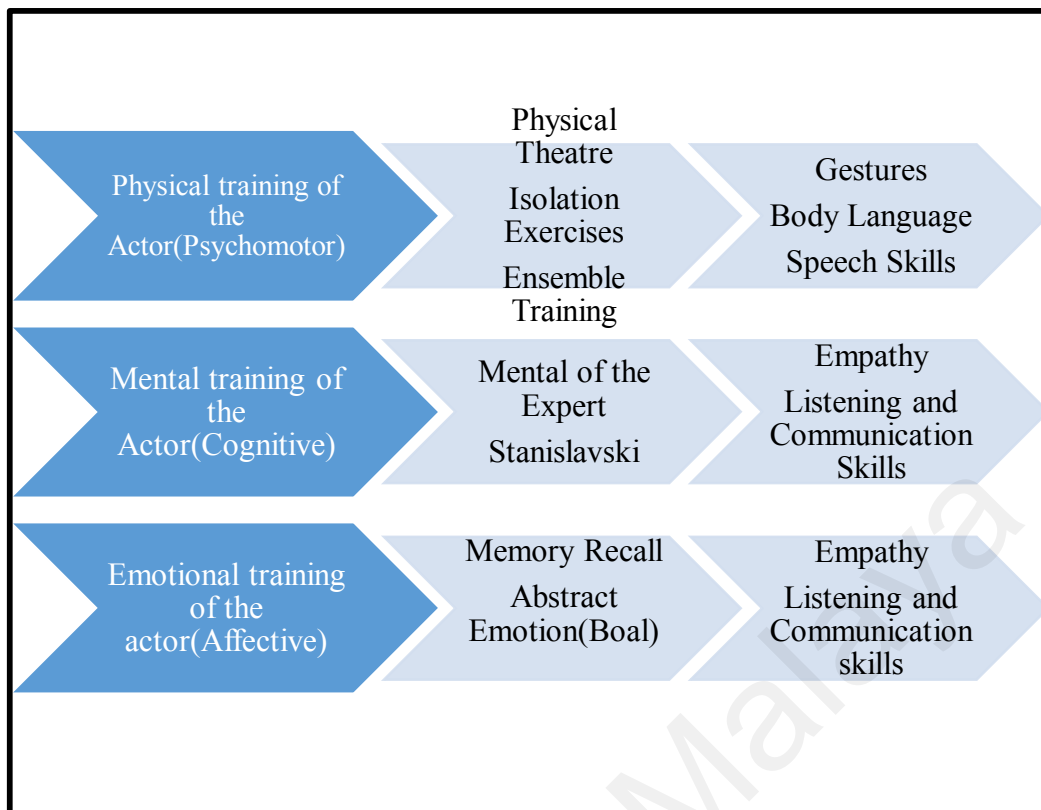 Physical training of
the
Actor(Psychomotor)
Physical
Theatre
Isolation
Exercises
Ensemble
Training
Gestures
Body Language
Speech Skills
Mental training of
the
Actor(Cognitive)
Mental of the
Expert
Stanislavski
Empathy
Listening and
Communication
Skills
Emotional training
of the
actor(Affective)
Memory Recall
Abstract
Emotion(Boal)
Empathy
Listening and
Communication
skills
Malaya